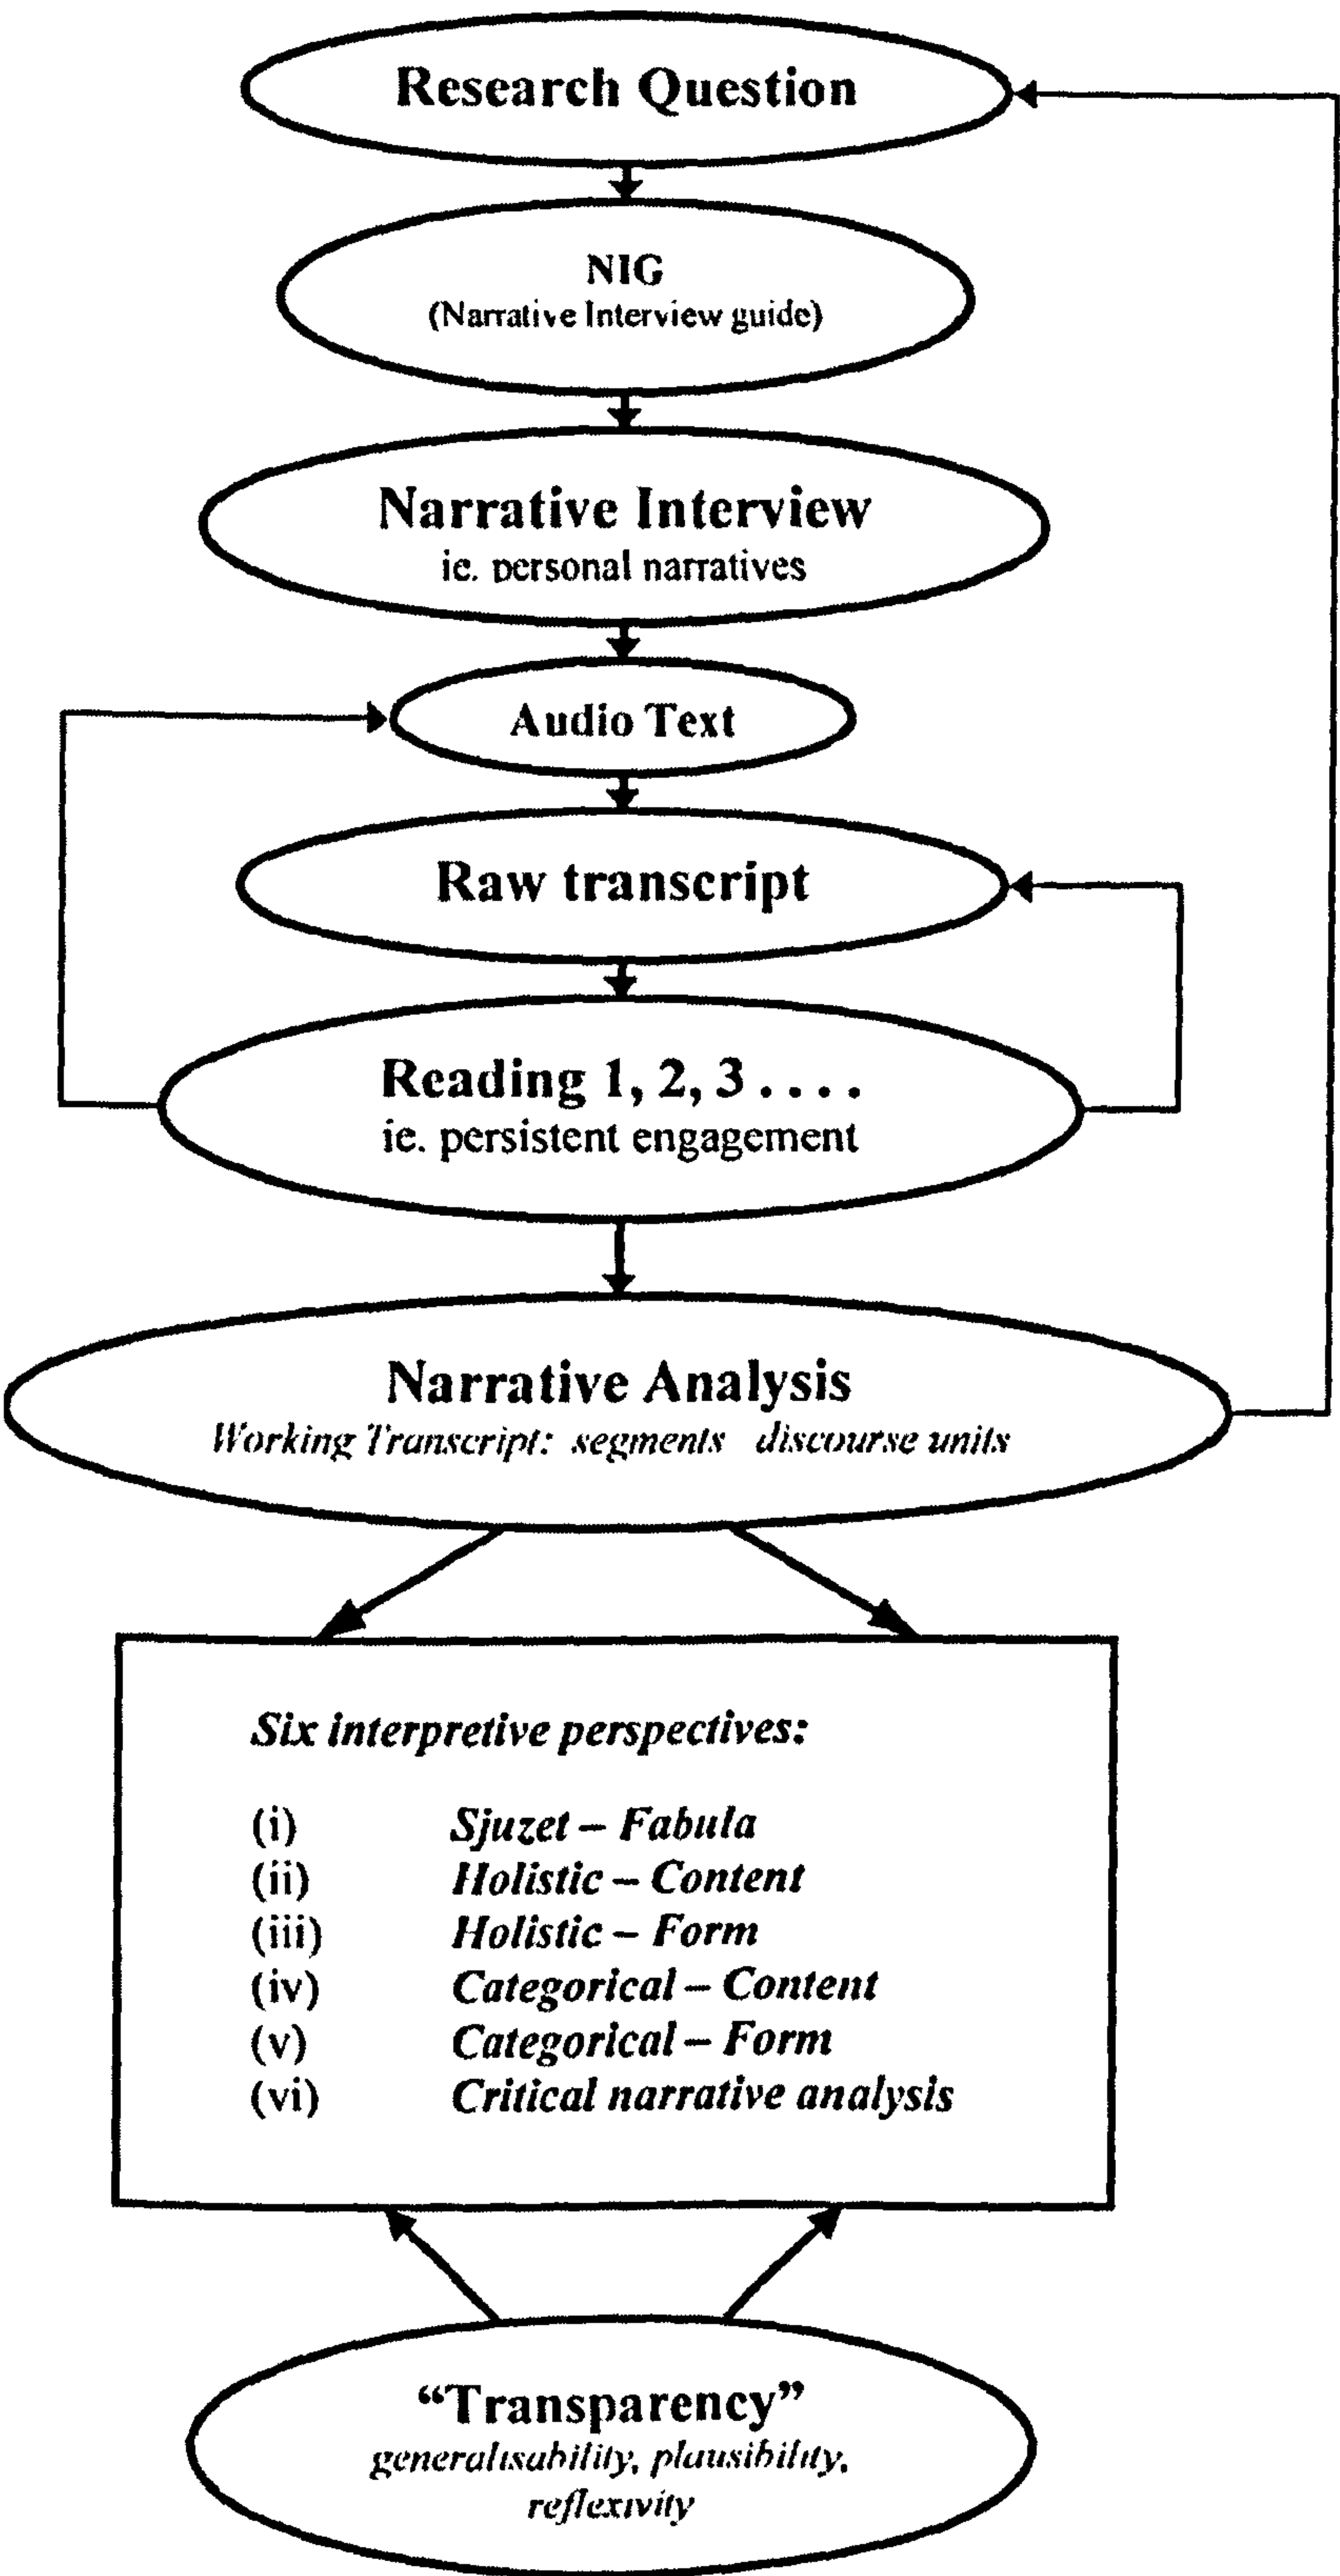 Research Question
NIG
(Narrative Interview guide)
Narrative Interview
ie. personal narratives
Audio Text
Raw transcript
Reading 1, 2, 3 . . . .
ie. persistent engagement
Narrative Analysis
Working Transcript: segments discourse units
Six interpretive perspectives:
(i) Sjuzet – Fabula
(ii) Holistic – Content
(iii) Holistic – Form
(iv) Categorical – Content
(v) Categorical – Form
(vi) Critical narrative analysis
“Transparency”
generalisability, plausibility,
reflexivity